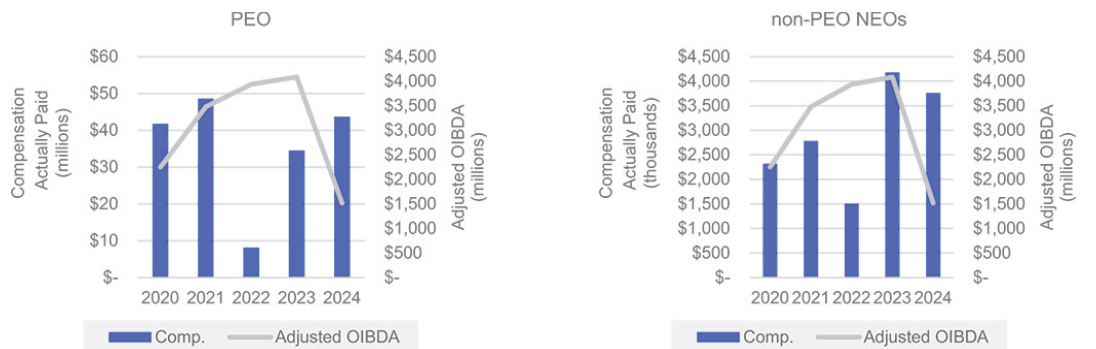 PEO
Compensation
Actually Paid
(millions)
$60
$50
$40
$30
$20
$10
$-
$4,500
$4,000
$3,500
$3,000
$2,500
$2,000
$1,500
$1,000
$500
$-
Adjusted OIBDA
(millions)
2020 2021 2022 2023 2024
Comp. Adjusted OIBDA
non-PEO NEOs
Compensation
Actually Paid
(thousands)
$4,500
$4,000
$3,500
$3,000
$2,500
$2,000
$1,500
$1,000
$500
$-
$4,500
$4,000
$3,500
$3,000
$2,500
$2,000
$1,500
$1,000
$500
$-
Adjusted OIBDA
(millions)
2020 2021 2022 2023 2024
Comp. Adjusted OIBDA